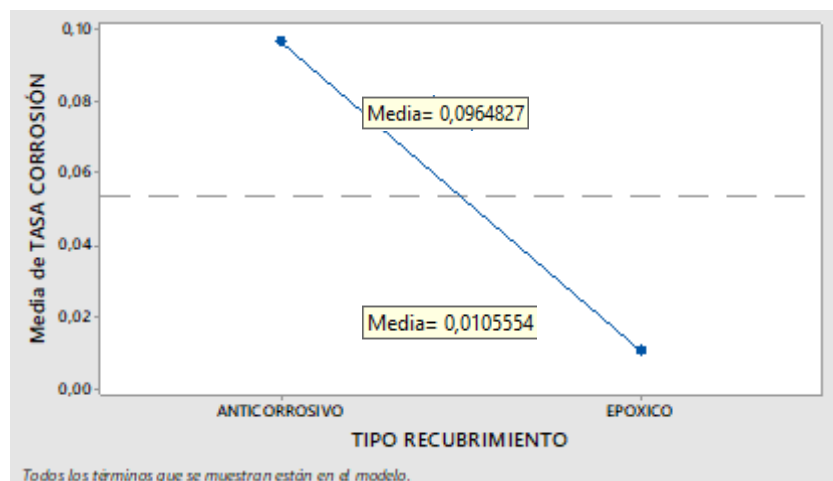 0,10
0,08
0,06
0,04
0,02
0,00
Media de TASA CORROSIÓN
Media= 0,0964827
Media= 0,0105554
ANTICORROSIVO
EPOXICO
TIPO RECUBRIMIENTO
Todos los términos que se muestran están en el modelo.